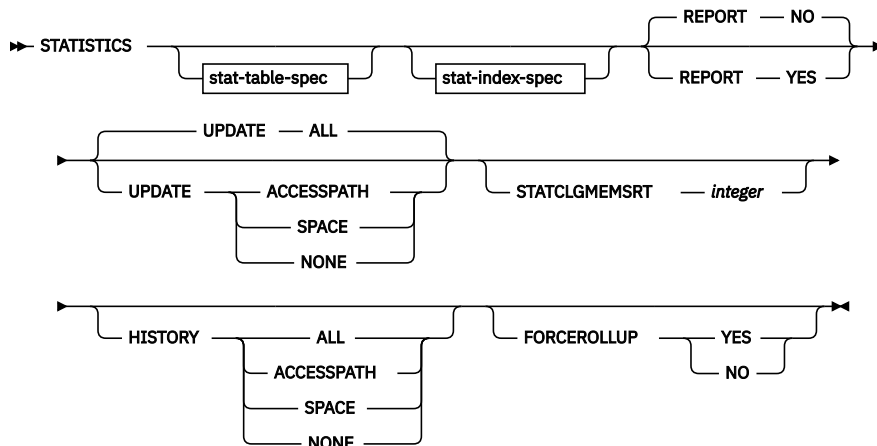 REPORT NO
STATISTICS
stat-table-spec stat-index-spec REPORT YES
UPDATE ALL
UPDATE ACCESSPATH STATCLGMEMSRT integer
SPACE
NONE
HISTORY ALL FORCEROLLUP YES
ACCESSPATH NO
SPACE
NONE